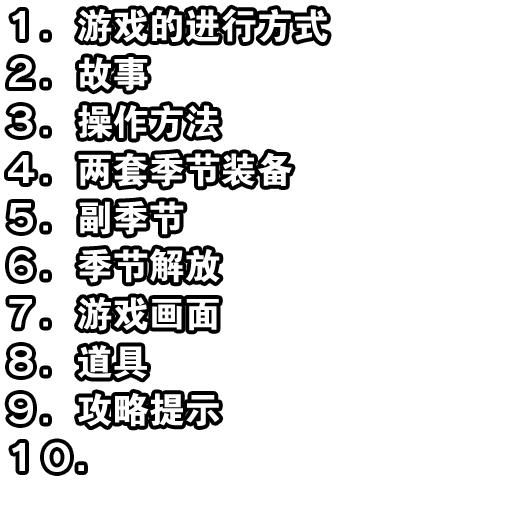 １．游戏的进行方式
２．故事
３．操作方法
４．两套季节装备
５．副季节
６．季节解放
７．游戏画面
８．道具
９．攻略提示
１０．